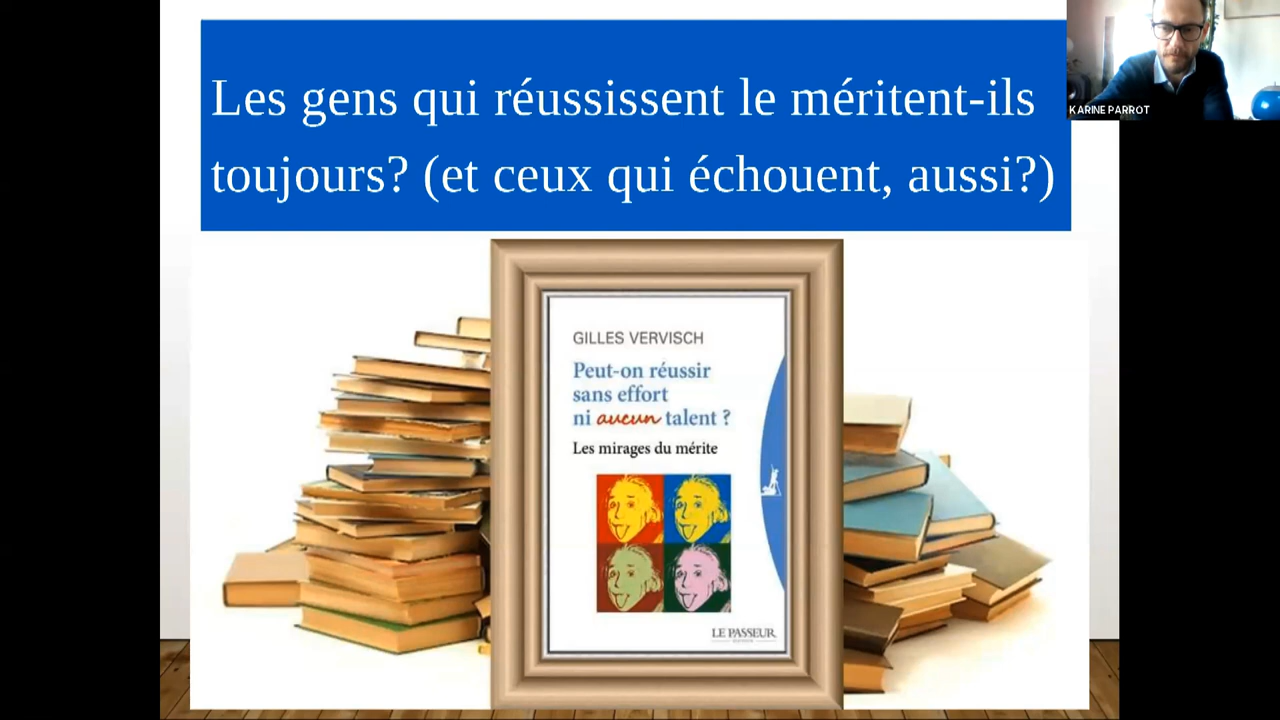 Les gens qui réussissent le méritent-ils
toujours? (et ceux qui échouent, aussi?)
KARINE PARROT
GILLES VERVISCH
Peut-on réussir
sans effort
ni aucun talent ?
Les mirages du mérite
LE PASSEUR